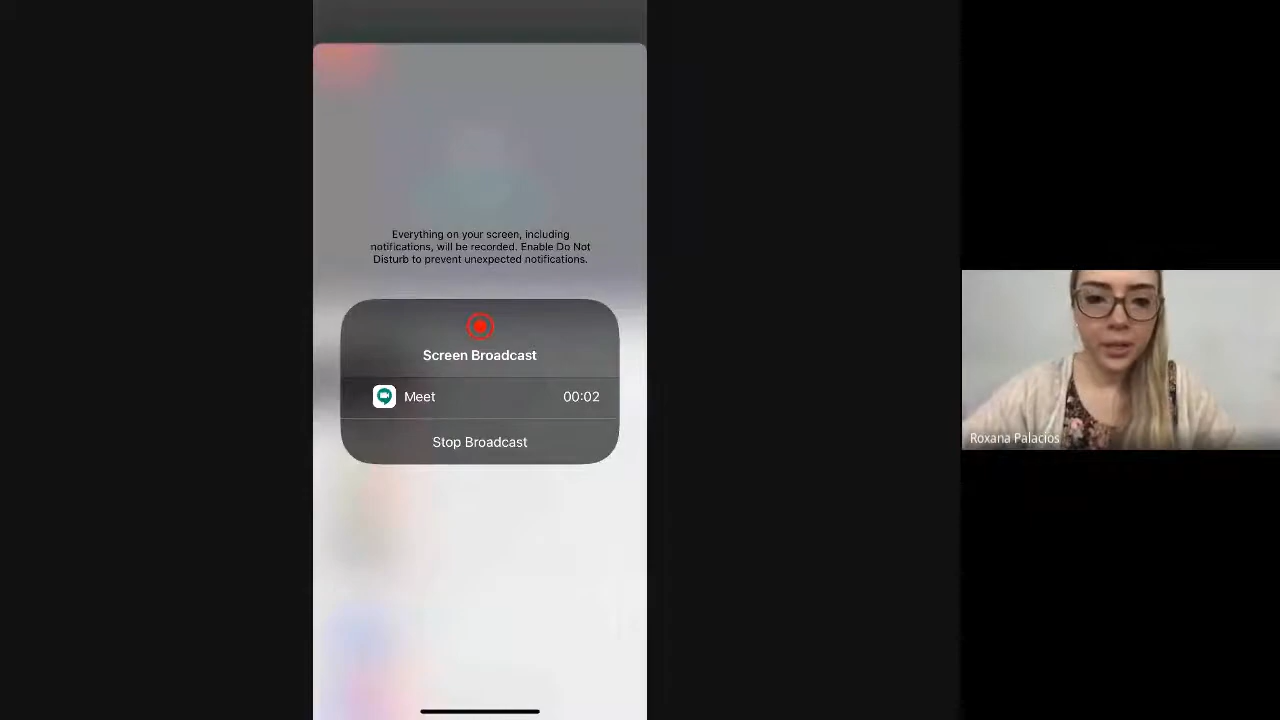 Everything on your screen, including
notifications, will be recorded. Enable Do Not
Disturb to prevent unexpected notifications.
Screen Broadcast
Meet 00:02
Stop Broadcast
Roxana Palacios